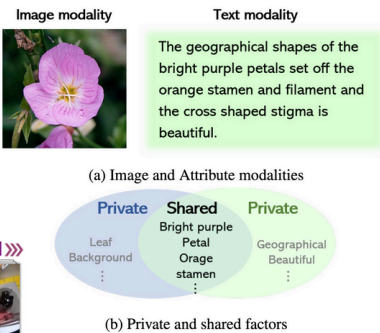 Image modality
Text modality
The geographical shapes of the
bright purple petals set off the
orange stamen and filament and
the cross shaped stigma is
beautiful.
(a) Image and Attribute modalities
Private
Shared
Private
Bright purple
Petal
Orage
stamen
⋮
Leaf
Background
⋮
Geographical
Beautiful
⋮
(b) Private and shared factors